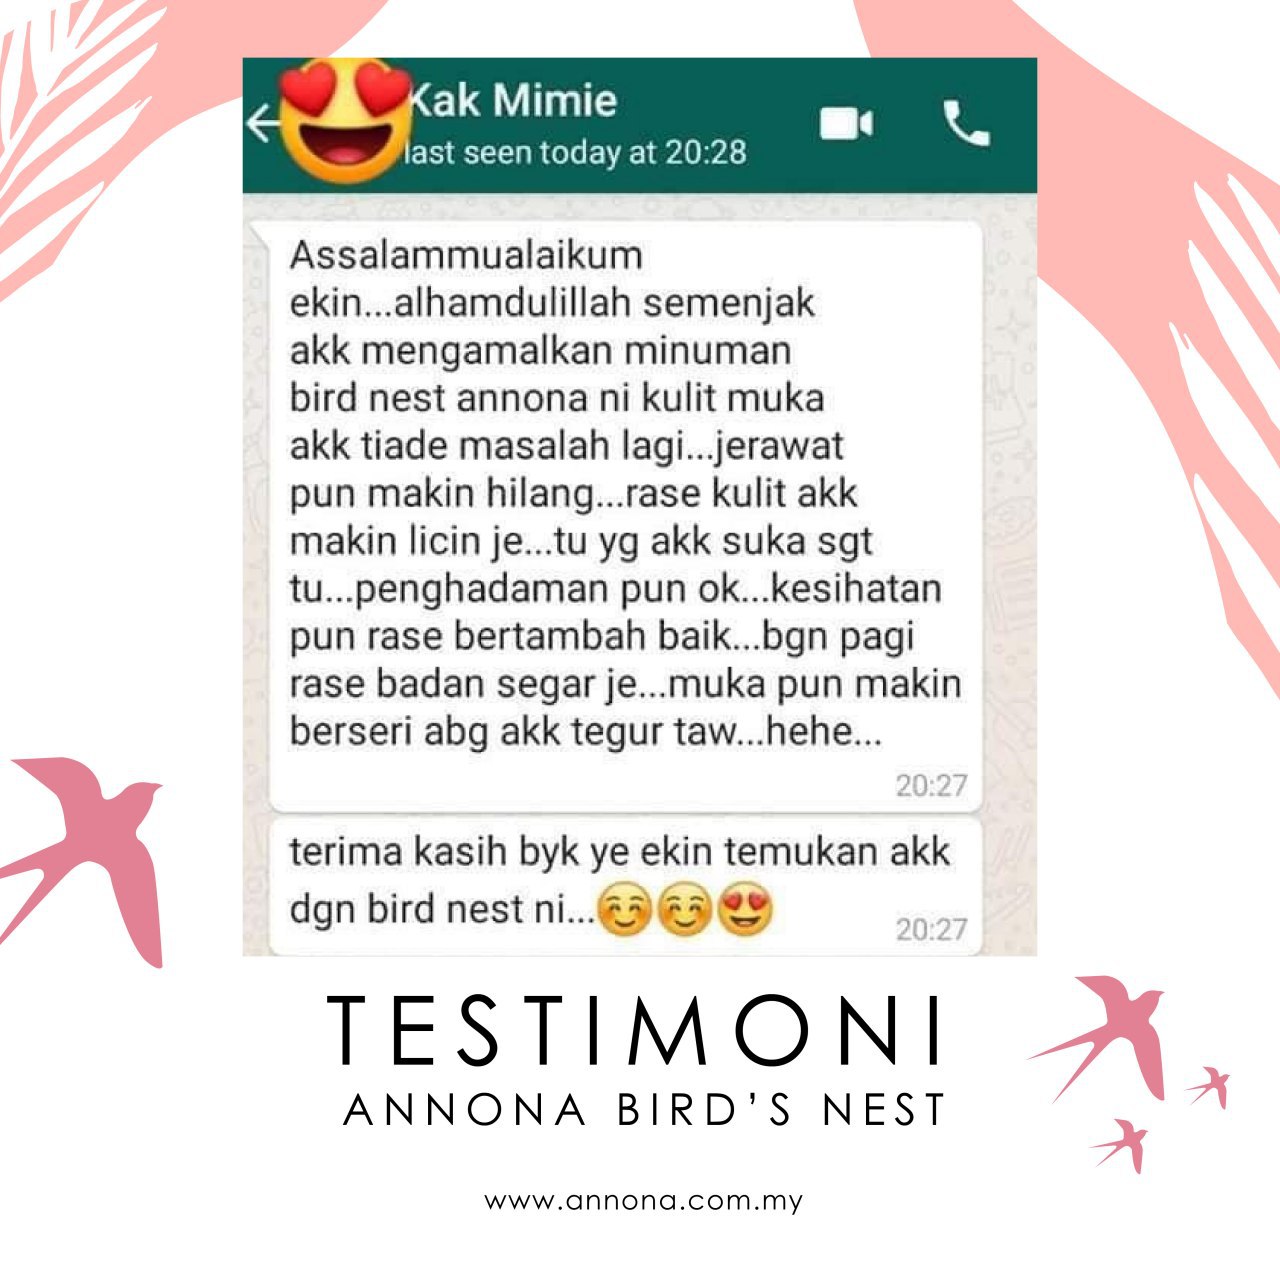 Kak Mimie
last seen today at 20:28
Assalammualaikum
ekin...alhamdulillah semenjak
akk mengamalkan minuman
bird nest annona ni kulit muka
akk tiade masalah lagi...jerawat
pun makin hilang...rase kulit akk
makin licin je...tu yg akk suka sgt
tu...penghadaman pun ok...kesihatan
pun rase bertambah baik...bgn pagi
rase badan segar je...muka pun makin
berseri abg akk tegur taw...hehe...
20:27
terima kasih byk ye ekin temukan akk
dgn bird nest ni...😊😊😍
20:27
TESTIMONI
ANNONA BIRD'S NEST
www.annona.com.my